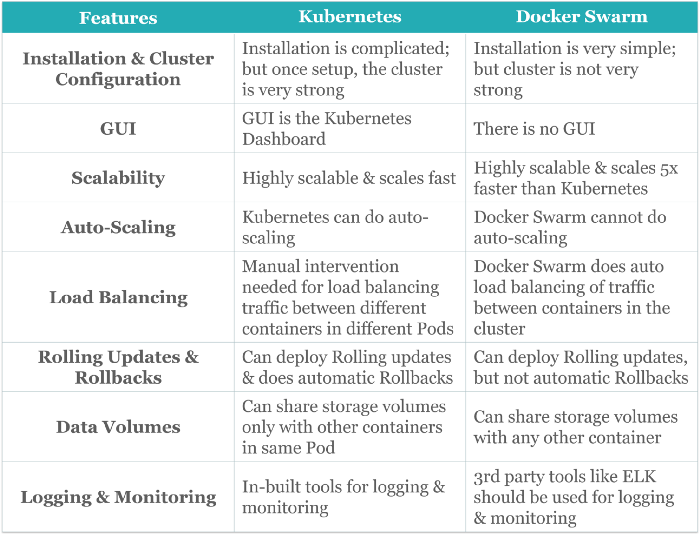 Features
Kubernetes
Docker Swarm
Installation & Cluster
Configuration
Installation is complicated;
but once setup, the cluster
is very strong
Installation is very simple;
but cluster is not very
strong
GUI
GUI is the Kubernetes
Dashboard
There is no GUI
Scalability
Highly scalable & scales fast
Highly scalable & scales 5x
faster than Kubernetes
Auto-Scaling
Kubernetes can do auto-
scaling
Docker Swarm cannot do
auto-scaling
Load Balancing
Manual intervention
needed for load balancing
traffic between different
containers in different Pods
Docker Swarm does auto
load balancing of traffic
between containers in the
cluster
Rolling Updates &
Rollbacks
Can deploy Rolling updates
& does automatic Rollbacks
Can deploy Rolling updates,
but not automatic Rollbacks
Data Volumes
Can share storage volumes
only with other containers
in same Pod
Can share storage volumes
with any other container
Logging & Monitoring
In-built tools for logging &
monitoring
3rd party tools like ELK
should be used for logging
& monitoring